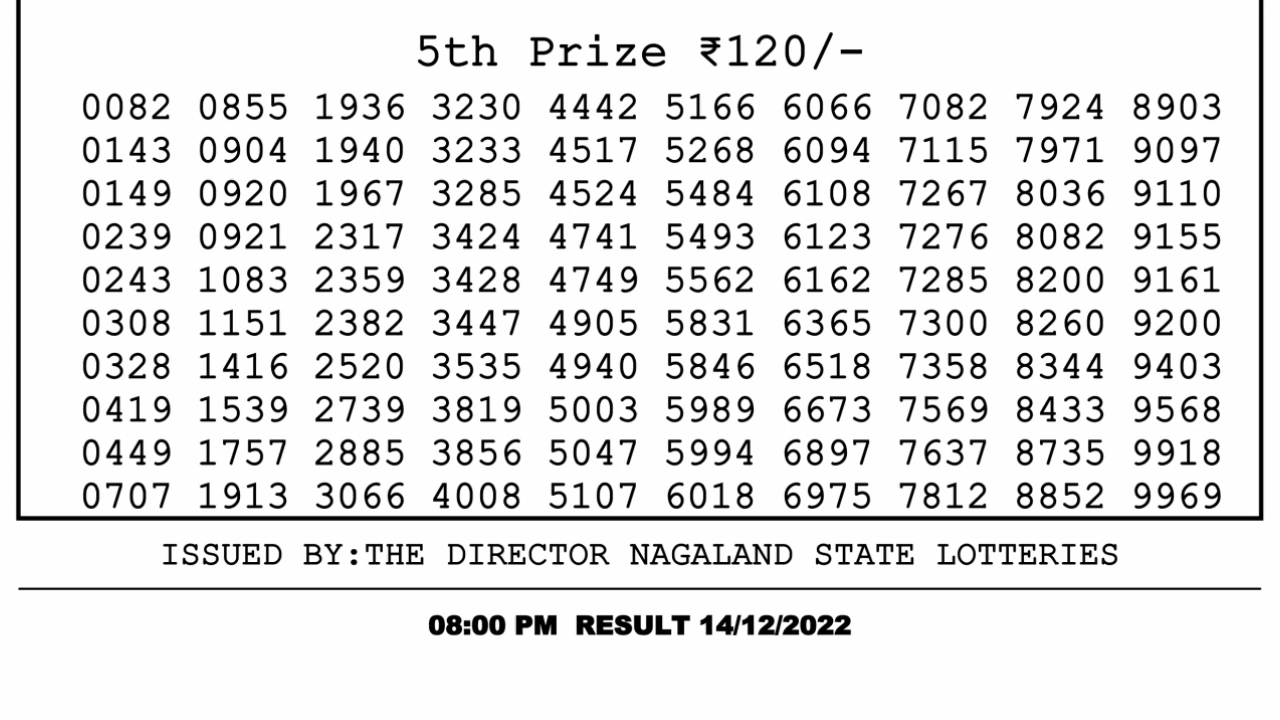 5th Prize ₹120/-
0082 0855 1936 3230 4442 5166 6066 7082 7924 8903
0143 0904 1940 3233 4517 5268 6094 7115 7971 9097
0149 0920 1967 3285 4524 5484 6108 7267 8036 9110
0239 0921 2317 3424 4741 5493 6123 7276 8082 9155
0243 1083 2359 3428 4749 5562 6162 7285 8200 9161
0308 1151 2382 3447 4905 5831 6365 7300 8260 9200
0328 1416 2520 3535 4940 5846 6518 7358 8344 9403
0419 1539 2739 3819 5003 5989 6673 7569 8433 9568
0449 1757 2885 3856 5047 5994 6897 7637 8735 9918
0707 1913 3066 4008 5107 6018 6975 7812 8852 9969
ISSUED BY:THE DIRECTOR NAGALAND STATE LOTTERIES
08:00 PM RESULT 14/12/2022